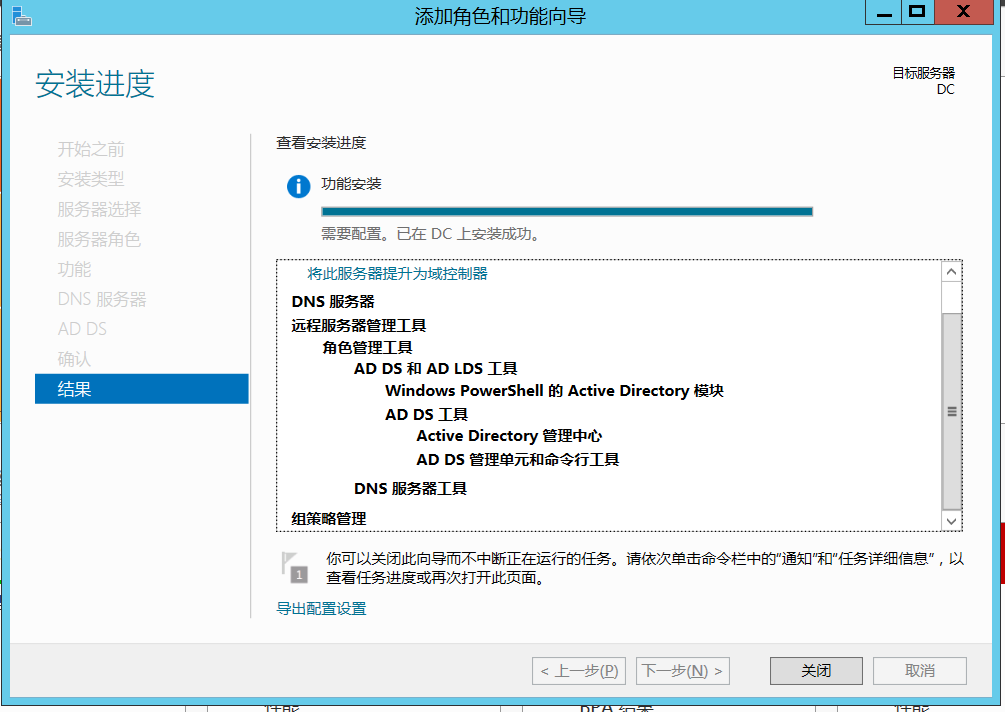 添加角色和功能向导
安装进度
目标服务器
DC
开始之前
安装类型
服务器选择
服务器角色
功能
DNS 服务器
AD DS
确认
结果
查看安装进度
功能安装
需要配置。已在 DC 上安装成功。
将此服务器提升为域控制器
DNS 服务器
远程服务器管理工具
角色管理工具
AD DS 和 AD LDS 工具
Windows PowerShell 的 Active Directory 模块
AD DS 工具
Active Directory 管理中心
AD DS 管理单元和命令行工具
DNS 服务器工具
组策略管理
1
你可以关闭此向导而不中断正在运行的任务。请依次单击命令栏中的"通知"和"任务详细信息"，以
查看任务进度或再次打开此页面。
导出配置设置
< 上一步(P)
下一步(N) >
关闭
取消
性能
BPA 结果
性能